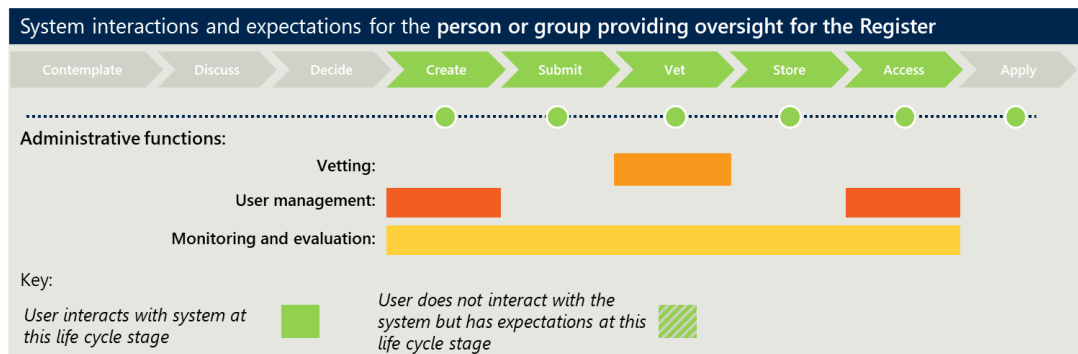 System interactions and expectations for the person or group providing oversight for the Register
Contemplate Discuss Decide Create Submit Vet Store Access Apply
Administrative functions:
Vetting:
User management:
Monitoring and evaluation:
Key:
User interacts with system at
this life cycle stage
User does not interact with the
system but has expectations at this
life cycle stage